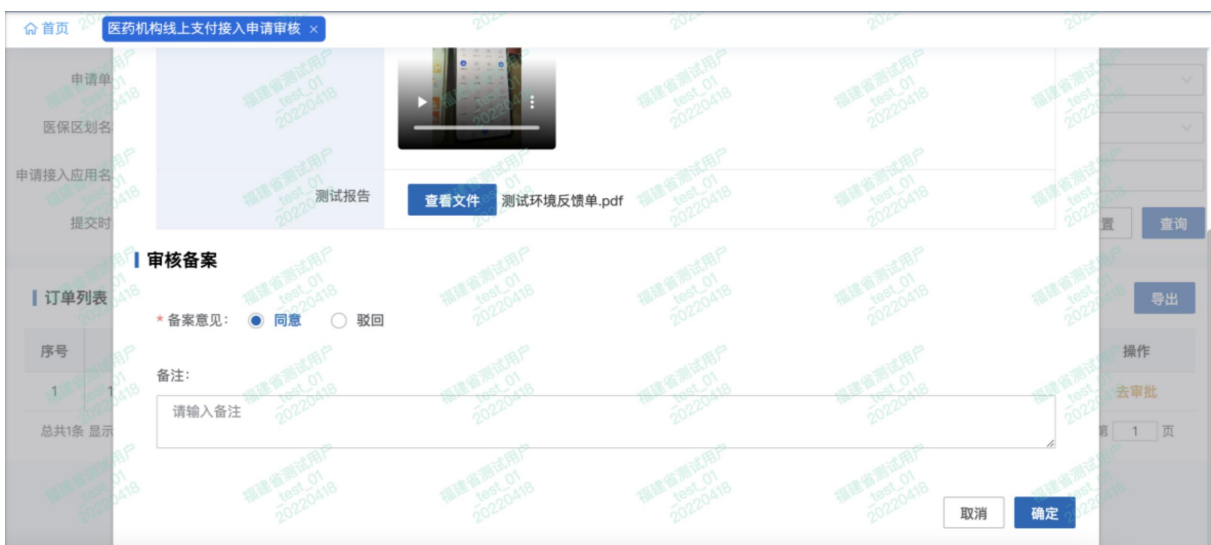 首页
医药机构线上支付接入申请审核 ×
申请单
医保区划名
申请接入应用名
提交时
测试报告
查看文件
测试环境反馈单.pdf
置
查询
审核备案
订单列表
导出
* 备案意见:
同意
驳回
序号
操作
备注:
1
1
去审批
请输入备注
总共1条 显示
第 1 页
取消
确定
福建省测试用户
test_01
20220418